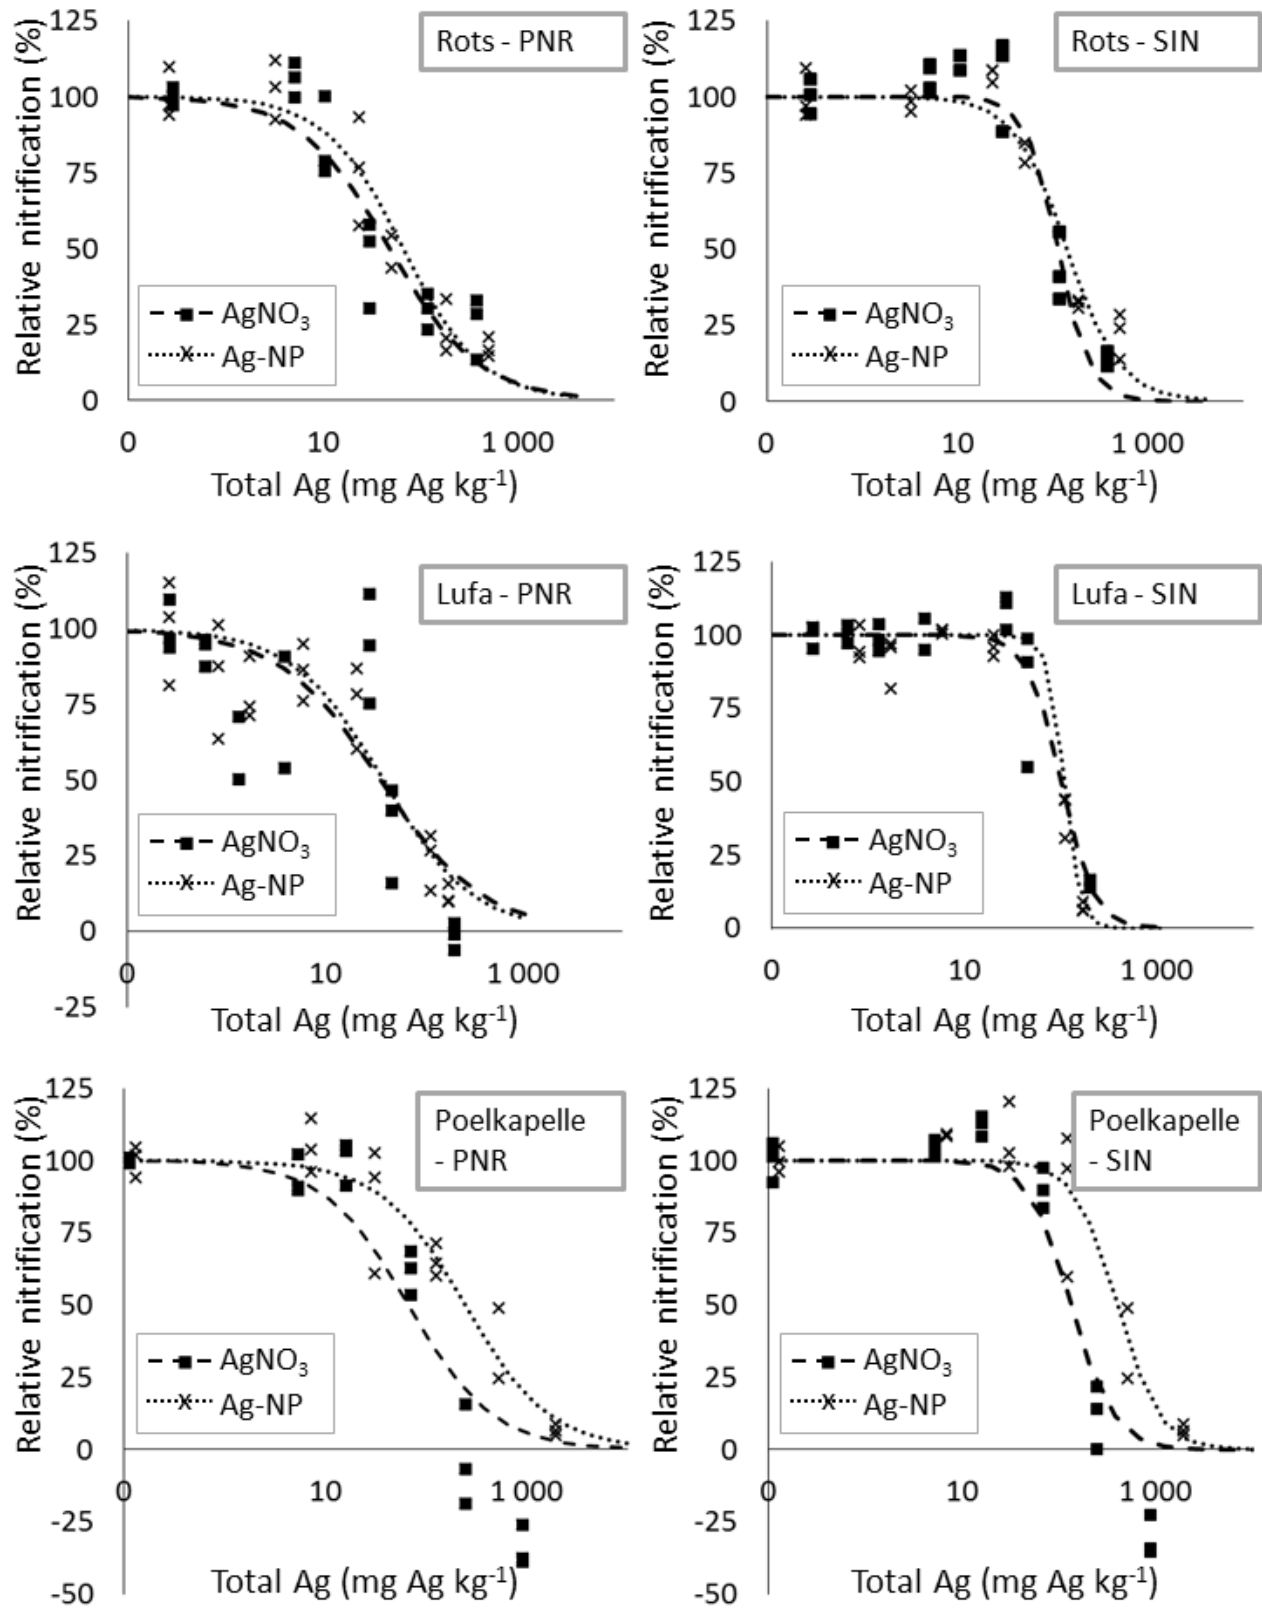 Relative nitrification (%)
125
100
75
50
25
0
Rots - PNR
AgNO3
Ag-NP
0 10 1 000
Total Ag (mg Ag kg-1)
Relative nitrification (%)
125
100
75
50
25
0
Rots - SIN
AgNO3
Ag-NP
0 10 1 000
Total Ag (mg Ag kg-1)
Relative nitrification (%)
125
100
75
50
25
0
-25
Lufa - PNR
AgNO3
Ag-NP
0 10 1 000
Total Ag (mg Ag kg-1)
Relative nitrification (%)
125
100
75
50
25
0
Lufa - SIN
AgNO3
Ag-NP
0 10 1 000
Total Ag (mg Ag kg-1)
Relative nitrification (%)
125
100
75
50
25
0
-25
-50
Poelkapelle
- PNR
AgNO3
Ag-NP
0 10 1 000
Total Ag (mg Ag kg-1)
Relative nitrification (%)
125
100
75
50
25
0
-25
-50
Poelkapelle
- SIN
AgNO3
Ag-NP
0 10 1 000
Total Ag (mg Ag kg-1)